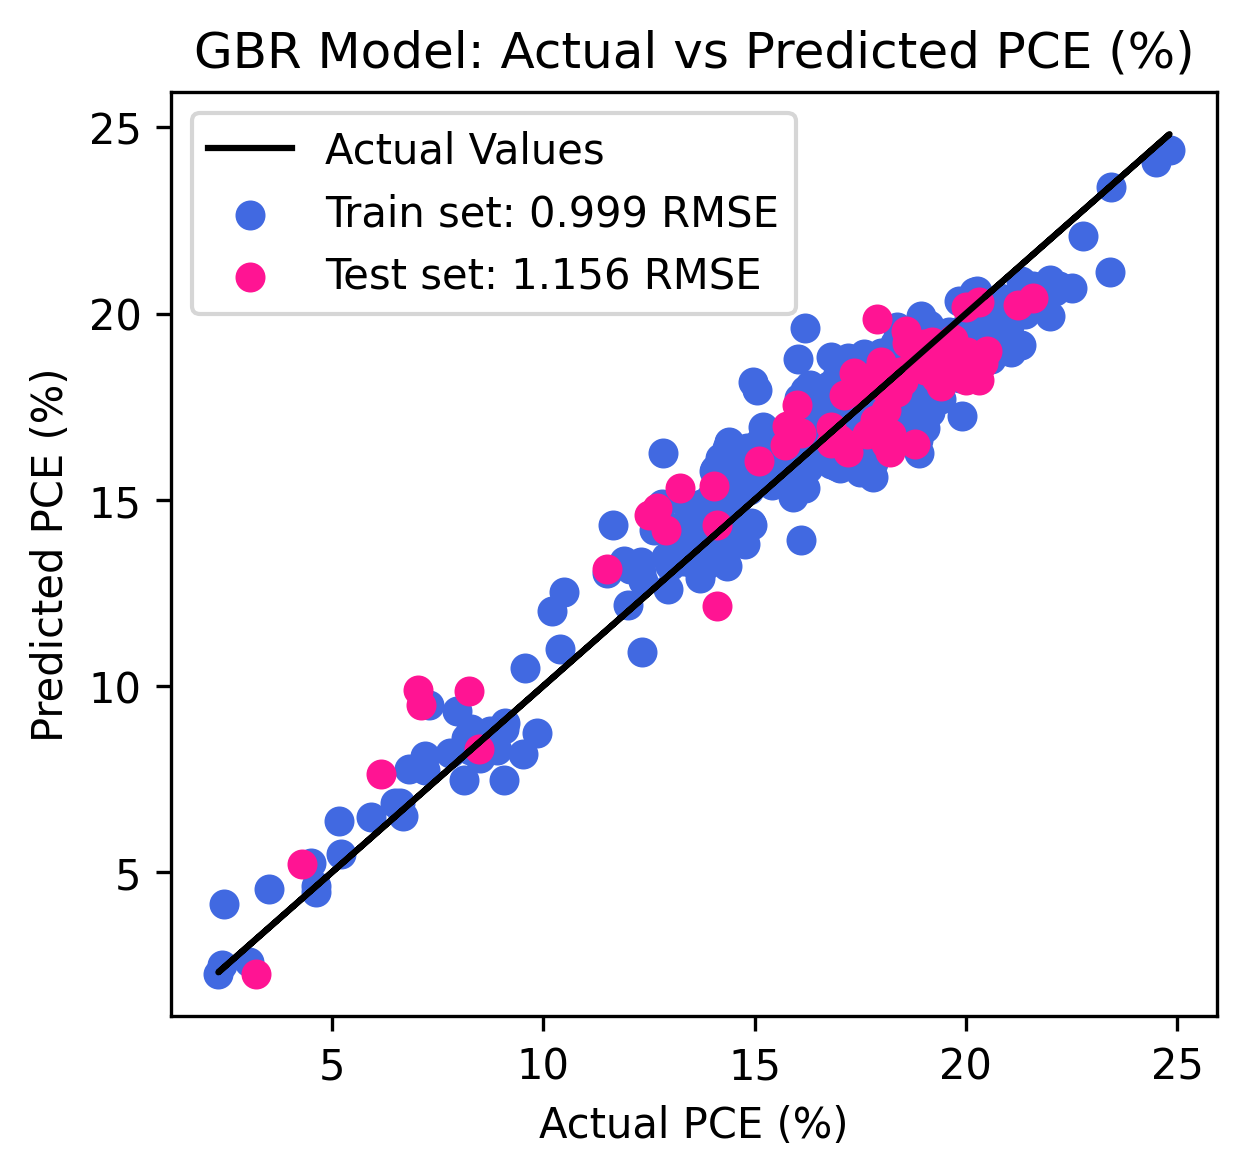 GBR Model: Actual vs Predicted PCE (%)
Actual Values
Train set: 0.999 RMSE
Test set: 1.156 RMSE
25
20
15
10
5
Predicted PCE (%)
5
10
15
20
25
Actual PCE (%)